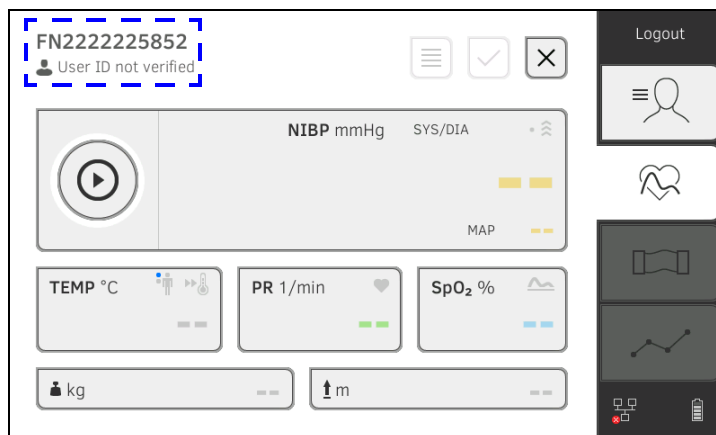 FN2222225852
User ID not verified
Logout
NIBP mmHg SYS/DIA
-- --
MAP --
TEMP °C
--
PR 1/min
--
SpO₂ %
--
kg --
m --